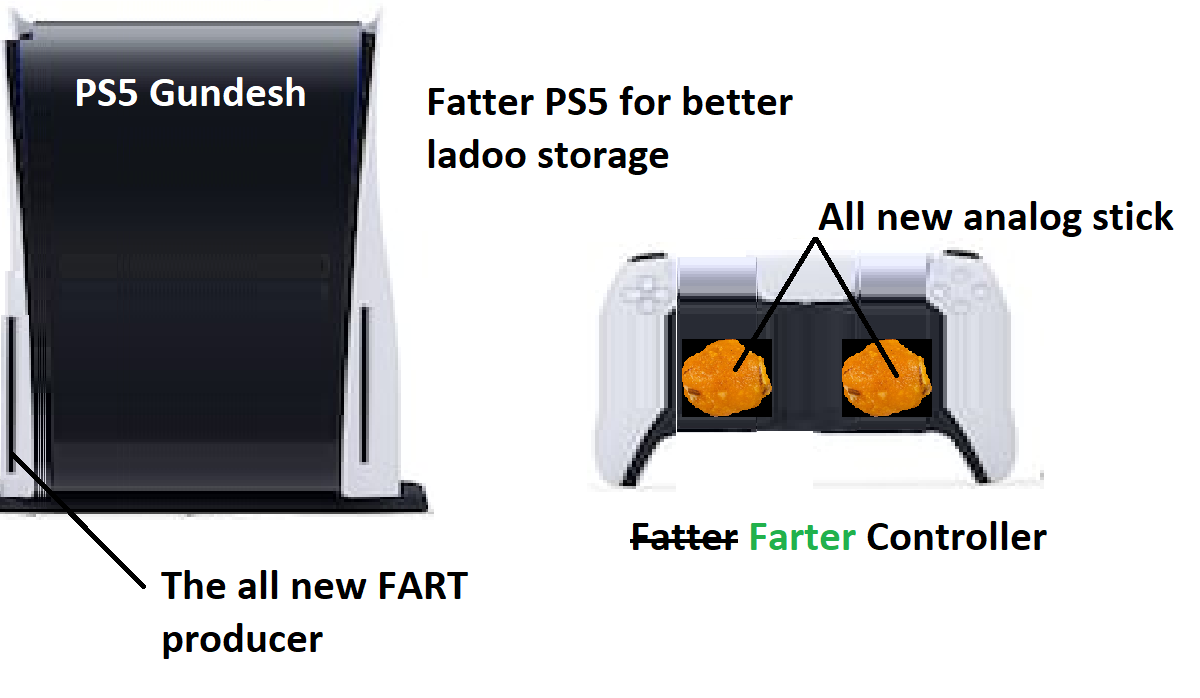 PS5 Gundesh
Fatter PS5 for better
ladoo storage
All new analog stick
Fatter Farter Controller
The all new FART
producer